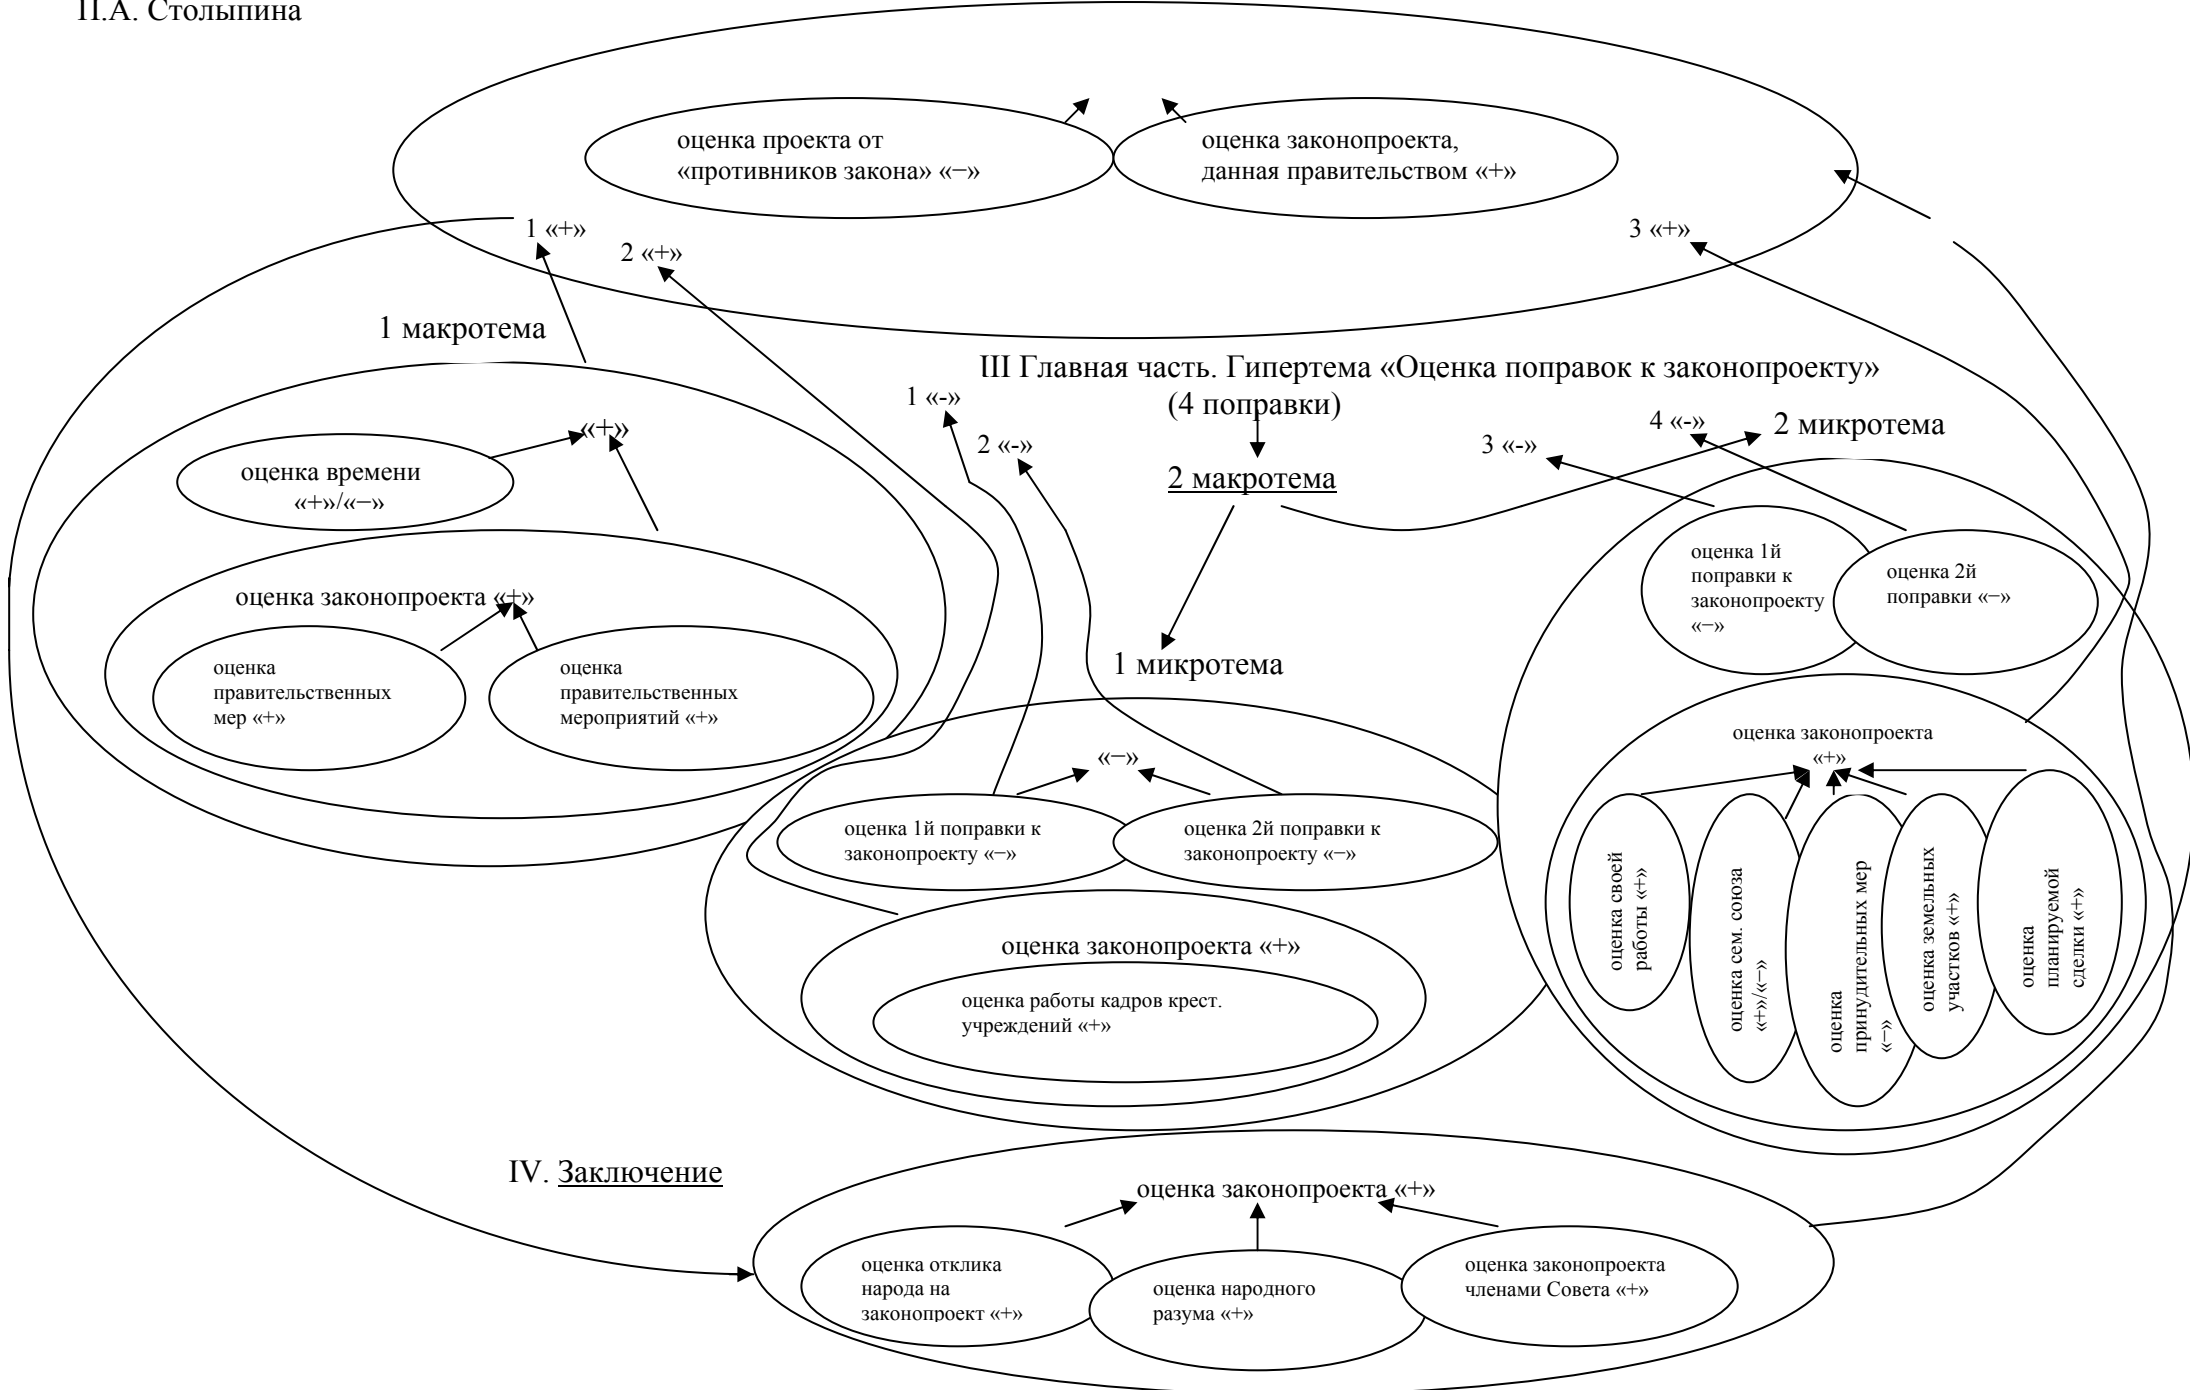 П.А. Столыпина
оценка проекта от
«противников закона» «−»
оценка законопроекта,
данная правительством «+»
1 «+»
2 «+»
3 «+»
1 макротема
III Главная часть. Гипертема «Оценка поправок к законопроекту»
(4 поправки)
1 «-»
2 «-»
3 «-»
4 «-»
2 микротема
2 макротема
«+»
оценка времени
«+»/«−»
оценка законопроекта «+»
оценка
правительственных
мер «+»
оценка
правительственных
мероприятий «+»
1 микротема
«−»
оценка 1й поправки к
законопроекту «−»
оценка 2й поправки к
законопроекту «−»
оценка законопроекта «+»
оценка работы кадров крест.
учреждений «+»
оценка 1й
поправки к
законопроекту
«−»
оценка 2й
поправки «−»
оценка законопроекта
«+»
оценка своей
работы «+»
оценка сем. союза
«+»/«−»
оценка
принудительных мер
«−»
оценка земельных
участков «+»
оценка
планируемой
сделки «+»
IV. Заключение
оценка законопроекта «+»
оценка отклика
народа на
законопроект «+»
оценка народного
разума «+»
оценка законопроекта
членами Совета «+»